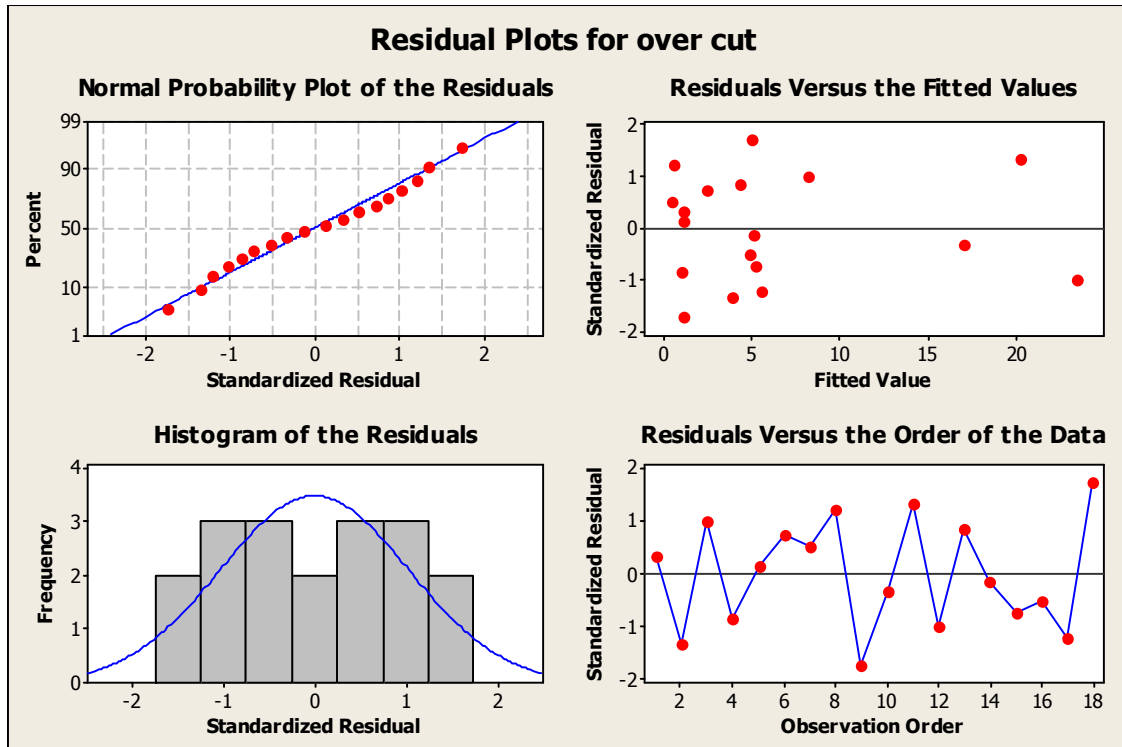 Residual Plots for over cut
Normal Probability Plot of the Residuals
99
90
50
10
1
Percent
-2 -1 0 1 2
Standardized Residual
Residuals Versus the Fitted Values
2
1
0
-1
-2
Standardized Residual
0 5 10 15 20
Fitted Value
Histogram of the Residuals
4
3
2
1
0
Frequency
-2 -1 0 1 2
Standardized Residual
Residuals Versus the Order of the Data
2
1
0
-1
-2
Standardized Residual
2 4 6 8 10 12 14 16 18
Observation Order